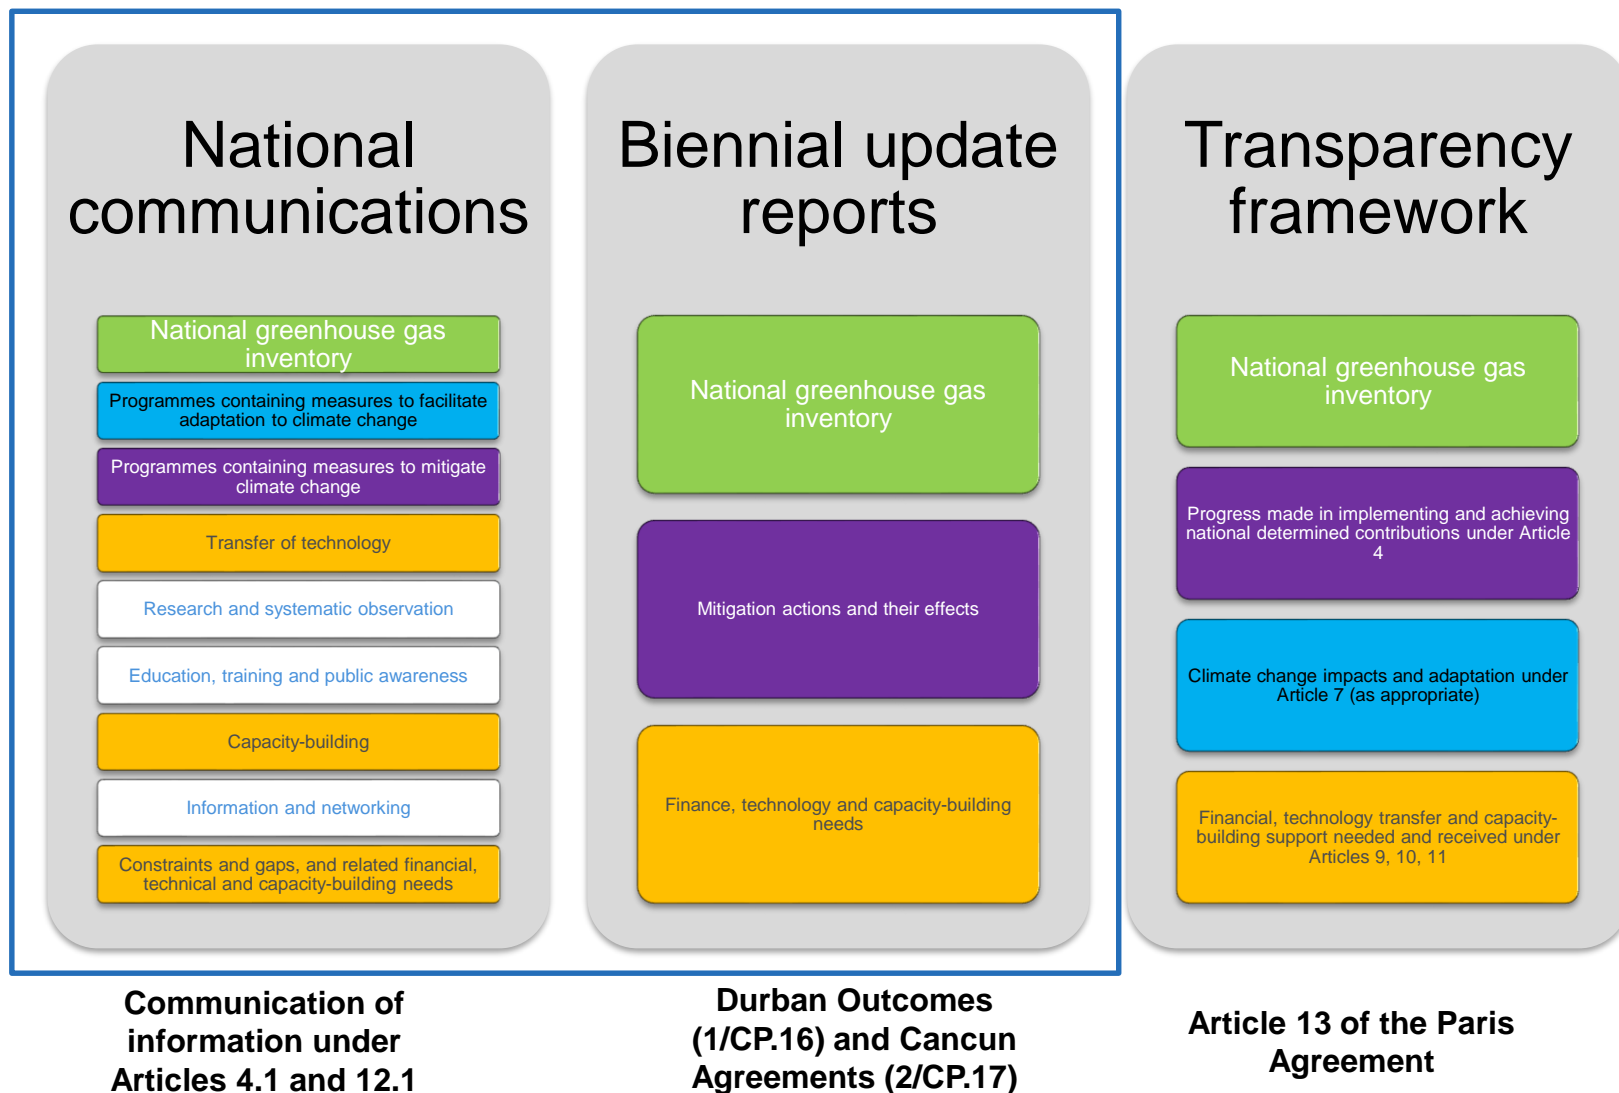 National
communications
National greenhouse gas
inventory
Programmes containing measures to facilitate
adaptation to climate change
Programmes containing measures to mitigate
climate change
Transfer of technology
Research and systematic observation
Education, training and public awareness
Capacity-building
Information and networking
Constraints and gaps, and related financial,
technical and capacity-building needs
Communication of
information under
Articles 4.1 and 12.1
Biennial update
reports
National greenhouse gas
inventory
Mitigation actions and their effects
Finance, technology and capacity-building
needs
Durban Outcomes
(1/CP.16) and Cancun
Agreements (2/CP.17)
Transparency
framework
National greenhouse gas
inventory
Progress made in implementing and achieving
national determined contributions under Article
4
Climate change impacts and adaptation under
Article 7 (as appropriate)
Financial, technology transfer and capacity-
building support needed and received under
Articles 9, 10, 11
Article 13 of the Paris
Agreement